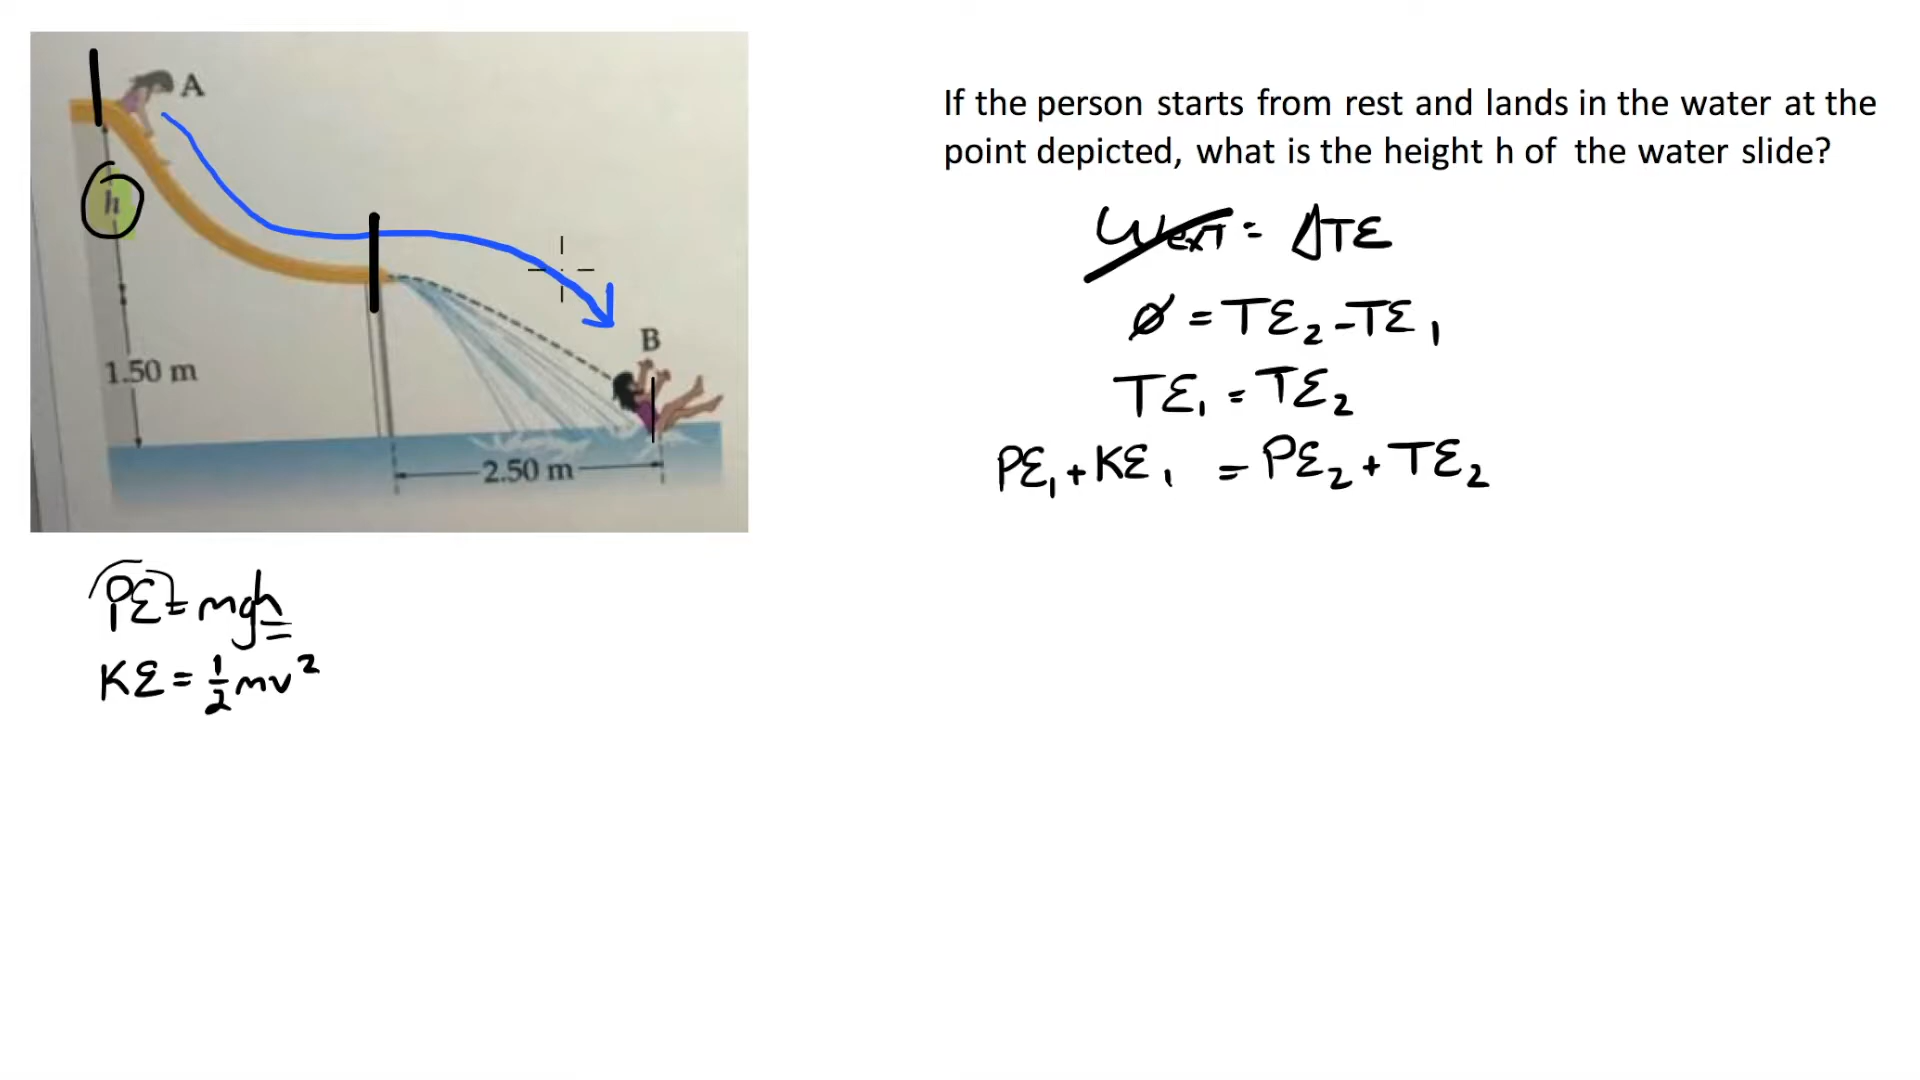 A
h
1.50 m
B
2.50 m
PE = mgh
KE = 1/2 mv²
If the person starts from rest and lands in the water at the
point depicted, what is the height h of the water slide?
Wext = ΔTE
0 = TE₂ - TE₁
TE₁ = TE₂
PE₁ + KE₁ = PE₂ + TE₂